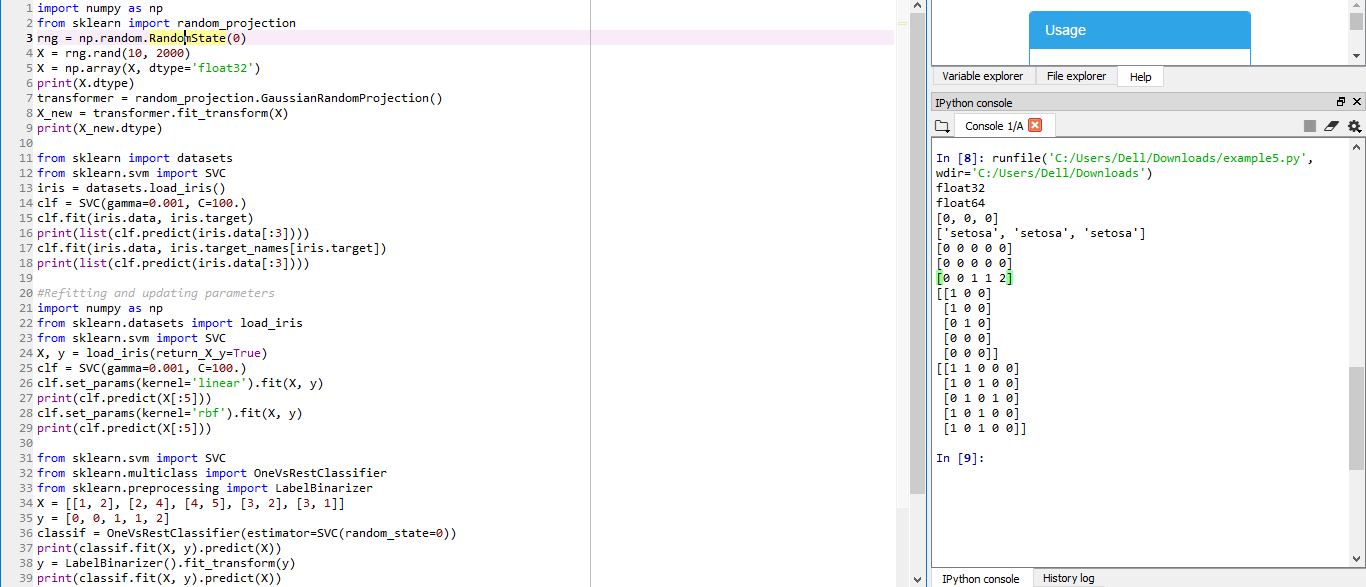 1 import numpy as np
2 from sklearn import random_projection
3 rng = np.random.RandomState(0)
4 X = rng.rand(10, 2000)
5 X = np.array(X, dtype='float32')
6 print(X.dtype)
7 transformer = random_projection.GaussianRandomProjection()
8 X_new = transformer.fit_transform(X)
9 print(X_new.dtype)
10
11 from sklearn import datasets
12 from sklearn.svm import SVC
13 iris = datasets.load_iris()
14 clf = SVC(gamma=0.001, C=100.)
15 clf.fit(iris.data, iris.target)
16 print(list(clf.predict(iris.data[:3])))
17 clf.fit(iris.data, iris.target_names[iris.target])
18 print(list(clf.predict(iris.data[:3])))
19
20 #Refitting and updating parameters
21 import numpy as np
22 from sklearn.datasets import load_iris
23 from sklearn.svm import SVC
24 X, y = load_iris(return_X_y=True)
25 clf = SVC(gamma=0.001, C=100.)
26 clf.set_params(kernel='linear').fit(X, y)
27 print(clf.predict(X[:5]))
28 clf.set_params(kernel='rbf').fit(X, y)
29 print(clf.predict(X[:5]))
30
31 from sklearn.svm import SVC
32 from sklearn.multiclass import OneVsRestClassifier
33 from sklearn.preprocessing import LabelBinarizer
34 X = [[1, 2], [2, 4], [4, 5], [3, 2], [3, 1]]
35 y = [0, 0, 1, 1, 2]
36 classif = OneVsRestClassifier(estimator=SVC(random_state=0))
37 print(classif.fit(X, y).predict(X))
38 y = LabelBinarizer().fit_transform(y)
39 print(classif.fit(X, y).predict(X))
Usage
Variable explorer File explorer Help
IPython console
Console 1/A
In [8]: runfile('C:/Users/Dell/Downloads/example5.py',
wdir='C:/Users/Dell/Downloads')
float32
float64
[0, 0, 0]
['setosa', 'setosa', 'setosa']
[0 0 0 0 0]
[0 0 0 0 0]
[0 0 1 1 2]
[[1 0 0]
[1 0 0]
[0 1 0]
[0 0 0]
[0 0 0]]
[[1 1 0 0 0]
[1 0 1 0 0]
[0 1 0 1 0]
[1 0 1 0 0]
[1 0 1 0 0]]
In [9]:
IPython console History log